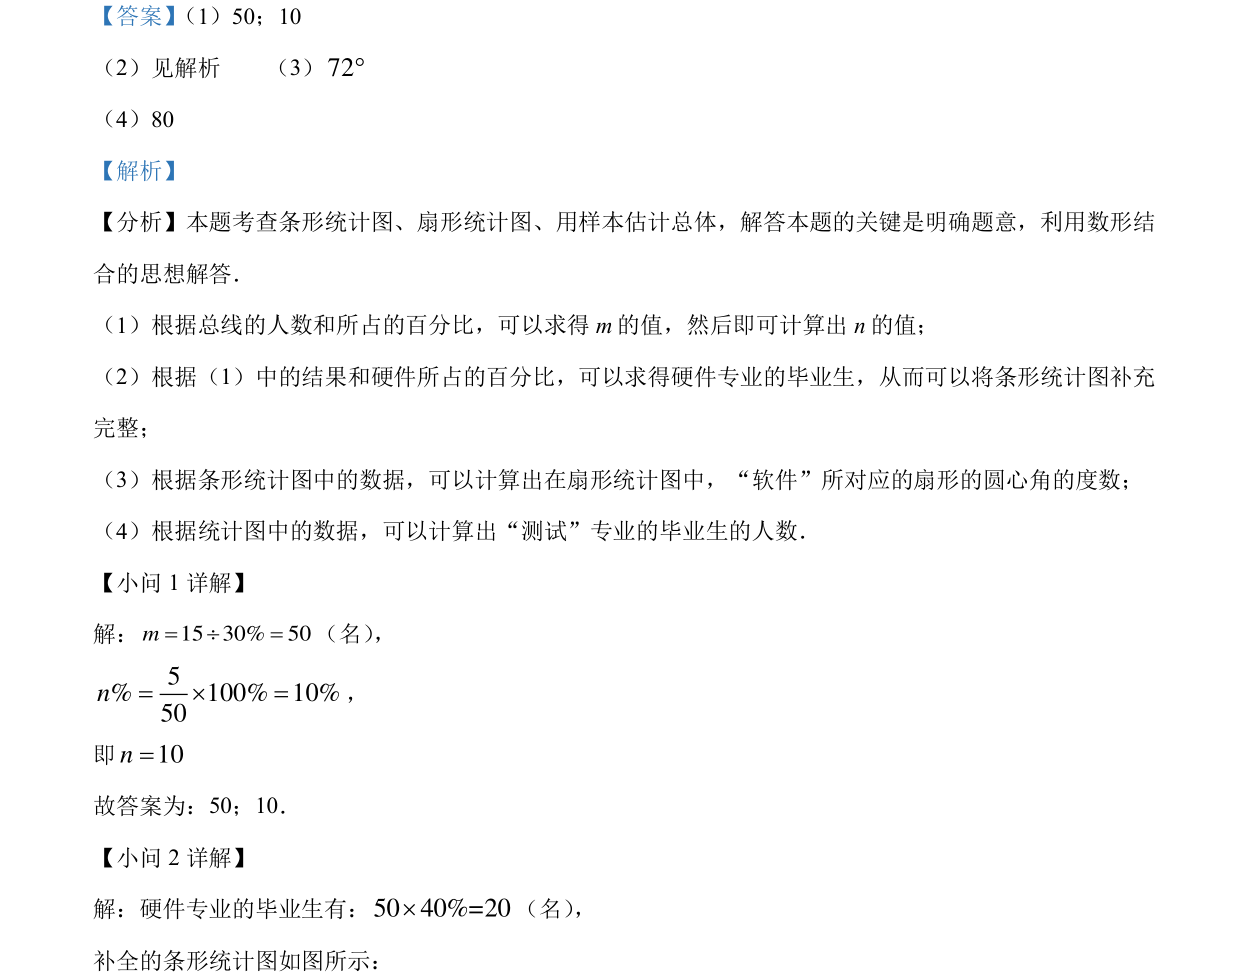 【答案】（1）50；10
（2）见解析 （3）72°
（4）80
【解析】
【分析】本题考查条形统计图、扇形统计图、用样本估计总体，解答本题的关键是明确题意，利用数形结
合的思想解答．
（1）根据总线的人数和所占的百分比，可以求得 m 的值，然后即可计算出 n 的值；
（2）根据（1）中的结果和硬件所占的百分比，可以求得硬件专业的毕业生，从而可以将条形统计图补充
完整；
（3）根据条形统计图中的数据，可以计算出在扇形统计图中，“软件”所对应的扇形的圆心角的度数；
（4）根据统计图中的数据，可以计算出“测试”专业的毕业生的人数．
【小问 1 详解】
解：m =15÷30% = 50（名），
n% = 5/50 ×100% =10%，
即 n =10
故答案为：50；10．
【小问 2 详解】
解：硬件专业的毕业生有：50×40%=20（名），
补全的条形统计图如图所示：